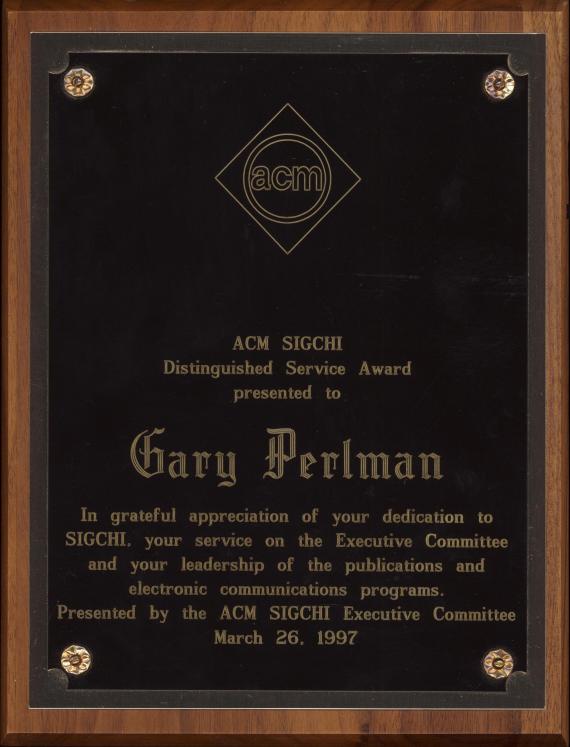 acm
ACM SIGCHI
Distinguished Service Award
presented to
Gary Perlman
In grateful appreciation of your dedication to
SIGCHI, your service on the Executive Committee
and your leadership of the publications and
electronic communications programs.
Presented by the ACM SIGCHI Executive Committee
March 26, 1997